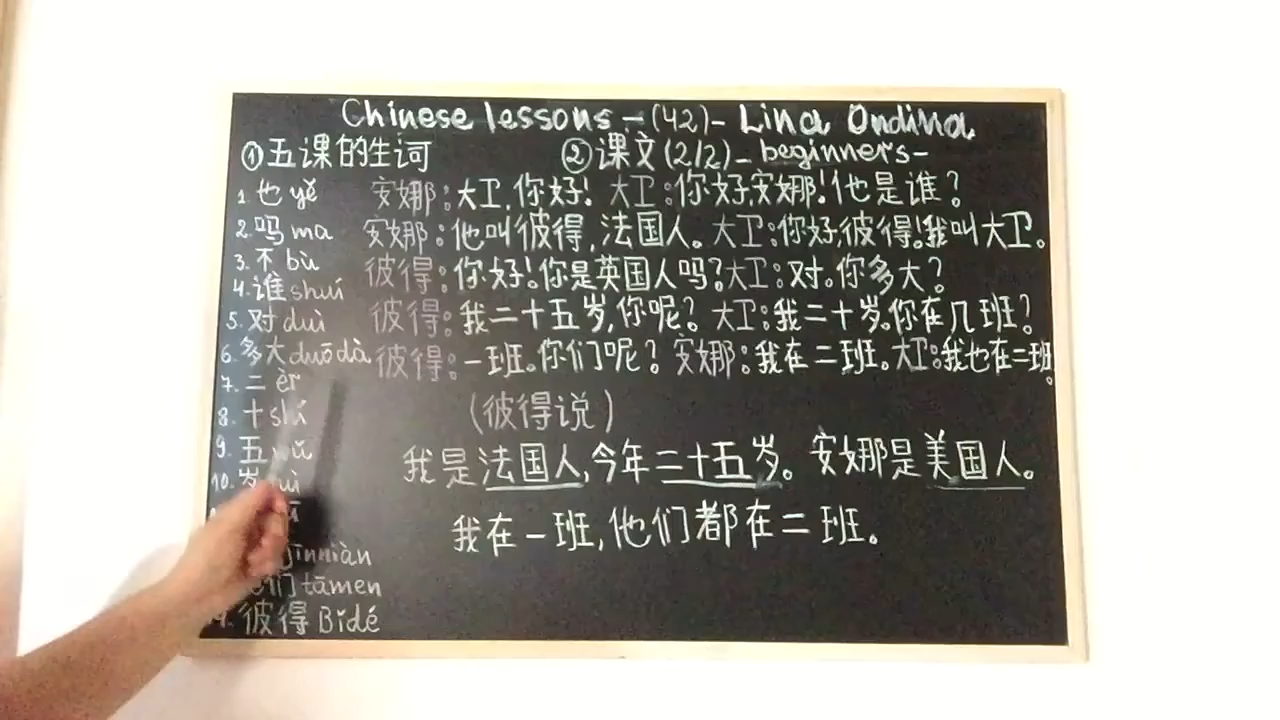 Chinese lessons - (42) - Lina Ondina
①五课的生词
②课文(2/2)-beginners-
1. 也 yě
2. 吗 ma
3. 不 bù
4. 谁 shuí
5. 对 duì
6. 多大 duōdà
7. 二 èr
8. 十 shí
9. 五 wǔ
10. 岁
jīnniàn
们 tāmen
14. 彼得 Bǐdé
安娜:大卫,你好! 大卫:你好,安娜!他是谁?
安娜:他叫彼得,法国人。大卫:你好,彼得!我叫大卫。
彼得:你好!你是英国人吗?大卫:对。你多大?
彼得:我二十五岁,你呢?大卫:我二十岁。你在几班?
彼得:一班。你们呢?安娜:我在二班。大卫:我也在二班。
(彼得说)
我是法国人,今年二十五岁。安娜是美国人。
我在一班,他们都在二班。